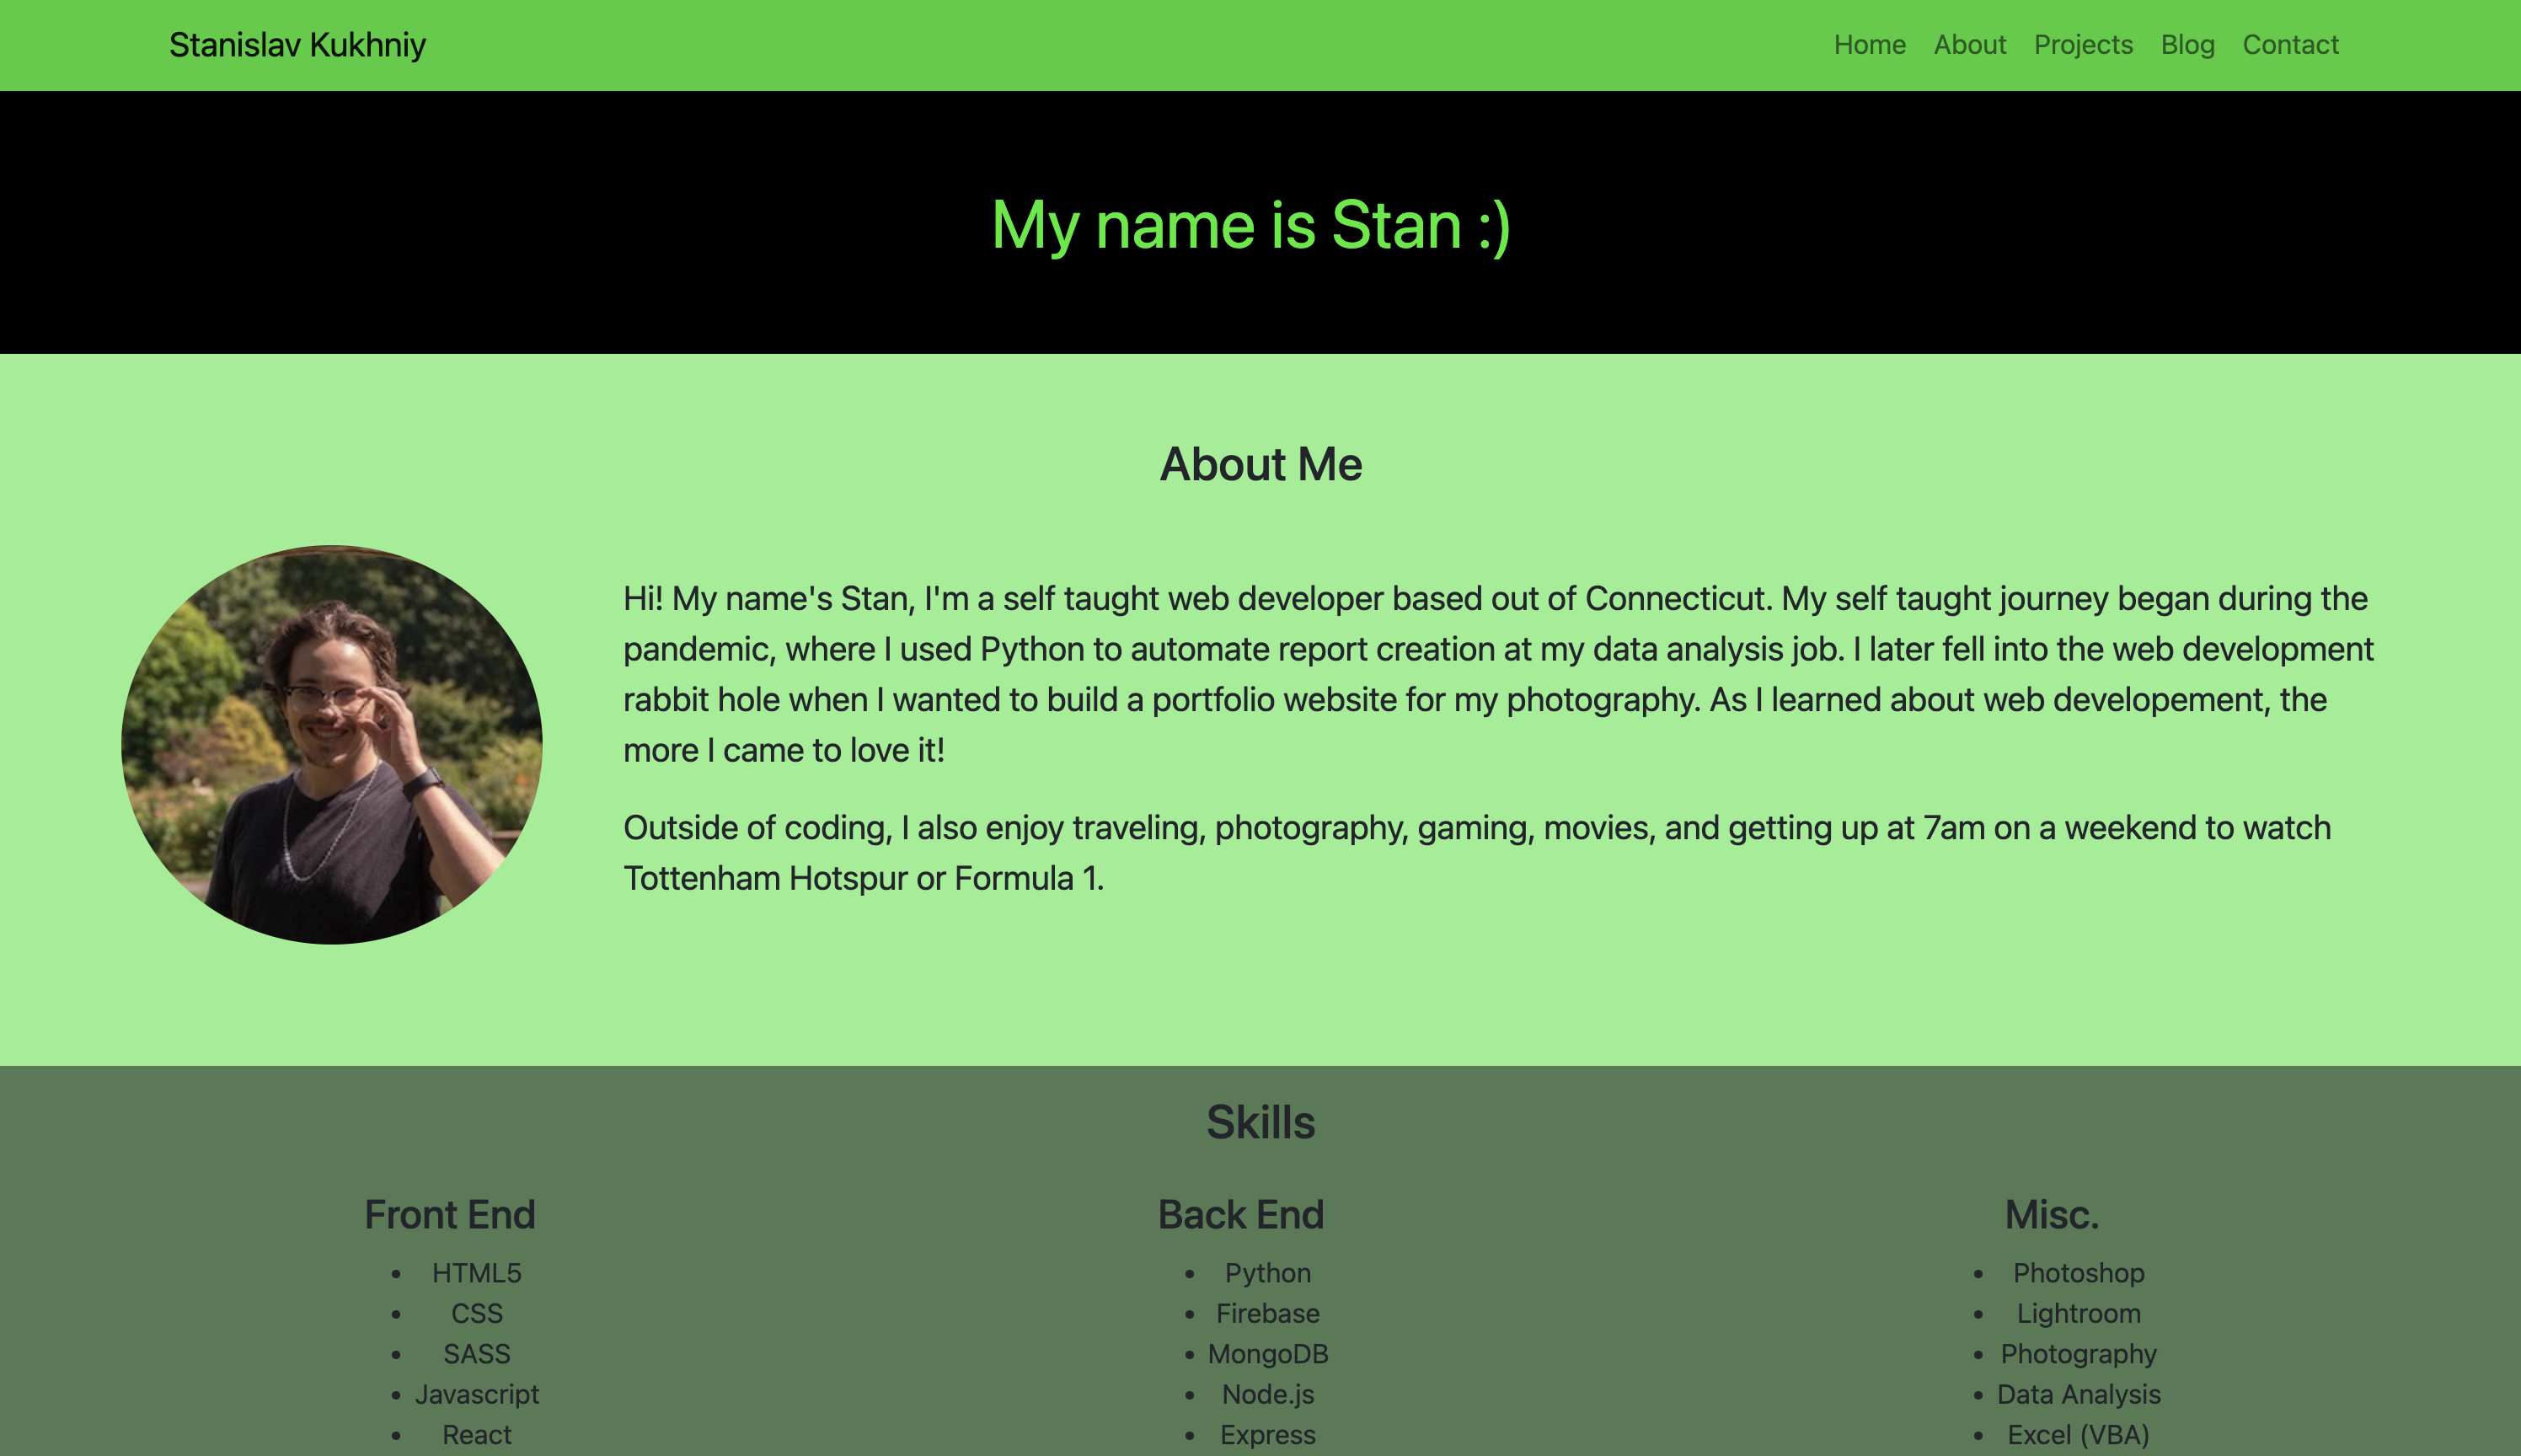 Stanislav Kukhniy
Home About Projects Blog Contact
My name is Stan :)
About Me
Hi! My name's Stan, I'm a self taught web developer based out of Connecticut. My self taught journey began during the
pandemic, where I used Python to automate report creation at my data analysis job. I later fell into the web development
rabbit hole when I wanted to build a portfolio website for my photography. As I learned about web developement, the
more I came to love it!
Outside of coding, I also enjoy traveling, photography, gaming, movies, and getting up at 7am on a weekend to watch
Tottenham Hotspur or Formula 1.
Skills
Front End
• HTML5
• CSS
• SASS
• Javascript
• React
Back End
• Python
• Firebase
• MongoDB
• Node.js
• Express
Misc.
• Photoshop
• Lightroom
• Photography
• Data Analysis
• Excel (VBA)